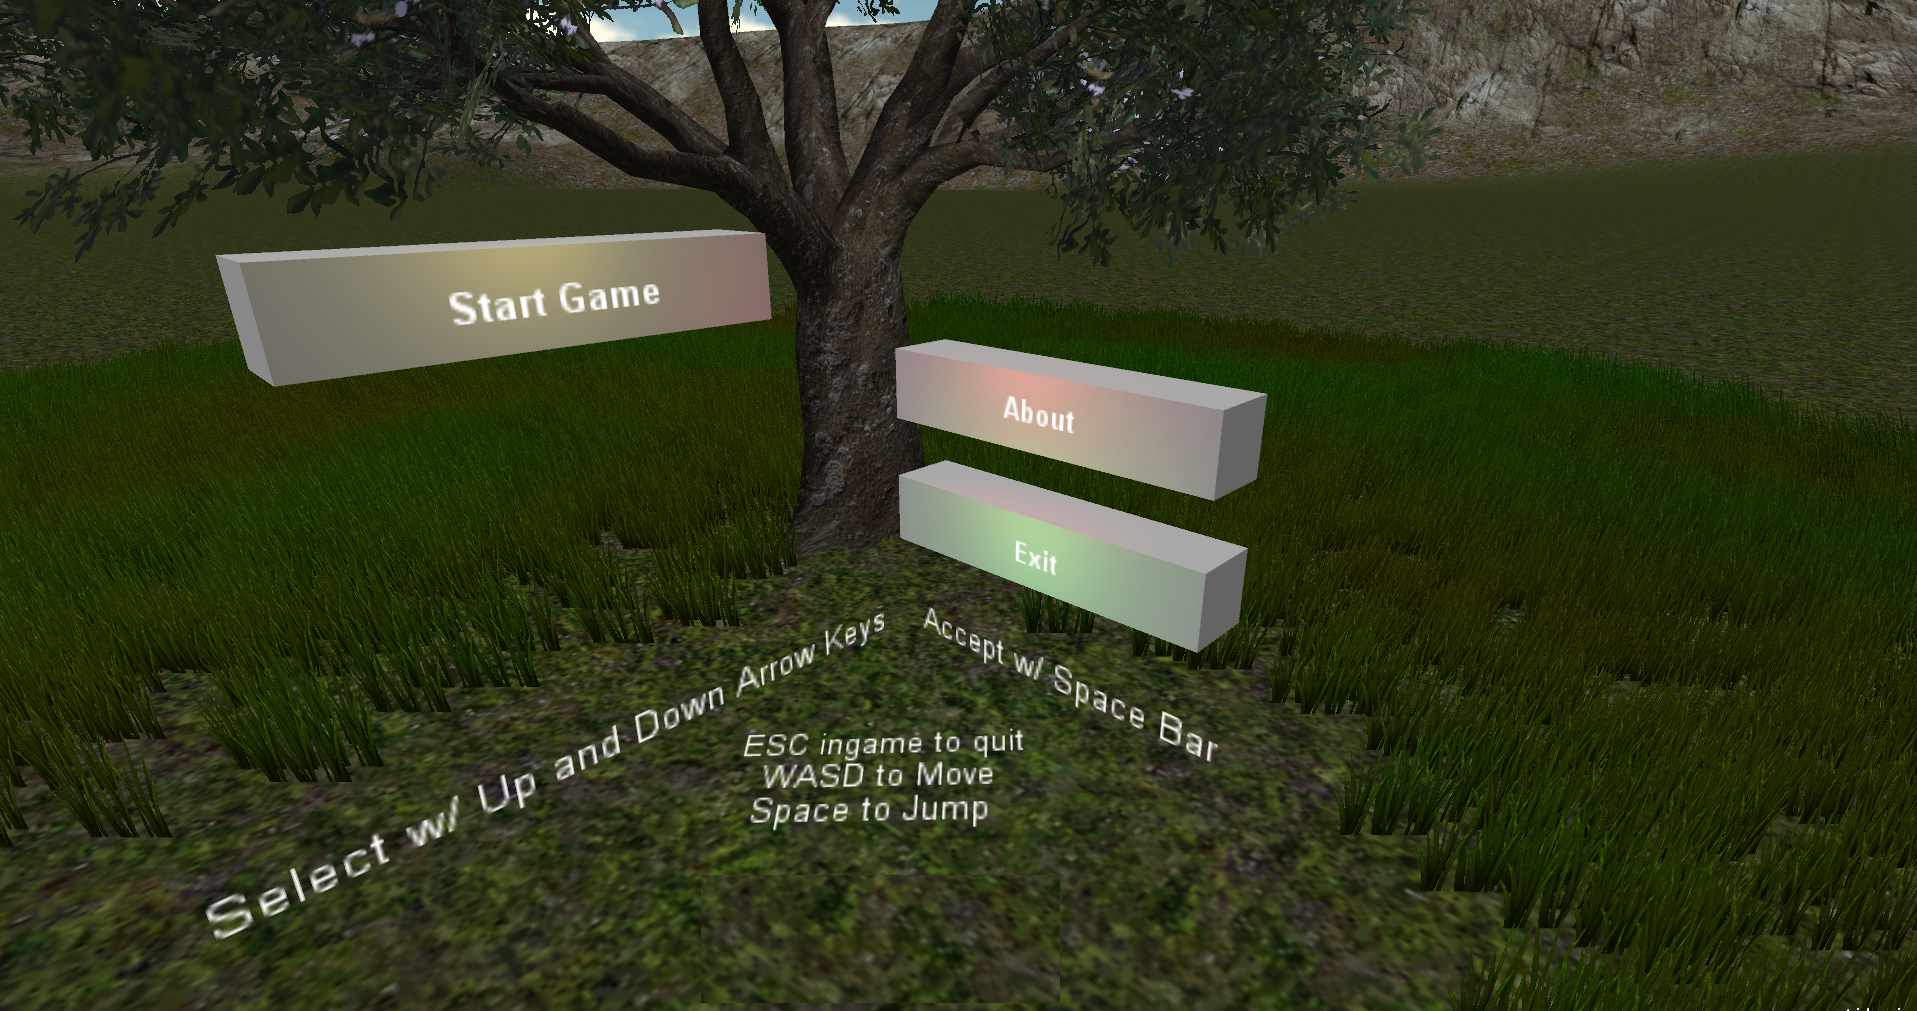 Start Game
About
Exit
Select w/ Up and Down Arrow Keys
Accept w/ Space Bar
ESC ingame to quit
WASD to Move
Space to Jump